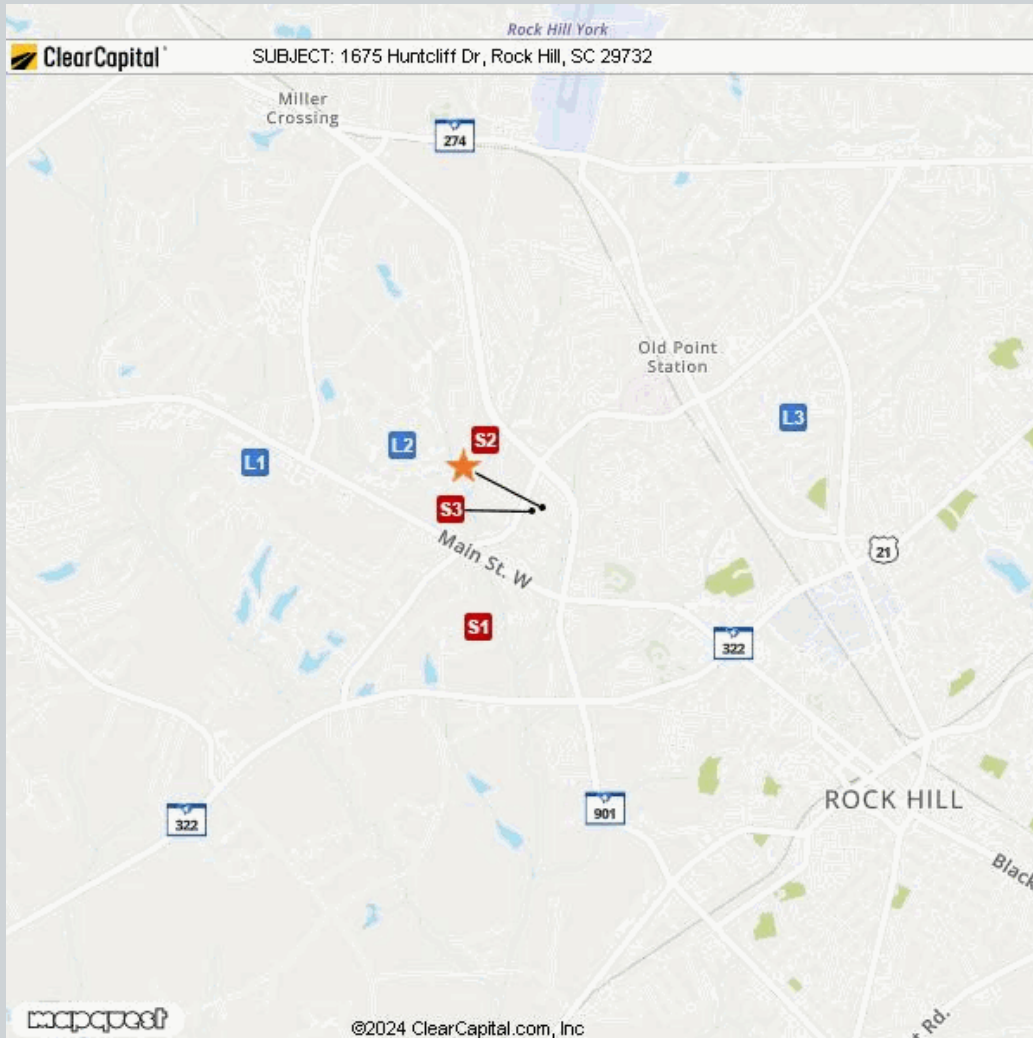 Rock Hill York
ClearCapital
SUBJECT: 1675 Huntcliff Dr, Rock Hill, SC 29732
Miller
Crossing
274
Old Point
Station
L3
S2
L2
L1
S3
Main St. W
21
S1
322
ROCK HILL
322
901
Black
t Rd.
mapquest
©2024 ClearCapital.com, Inc